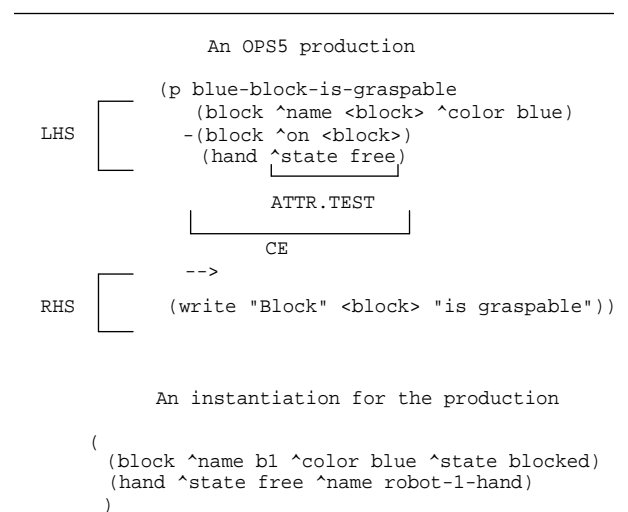 An OPS5 production
(p blue-block-is-graspable
(block ^name <block> ^color blue)
LHS
-(block ^on <block>)
(hand ^state free)
ATTR.TEST
CE
-->
RHS
(write "Block" <block> "is graspable"))
An instantiation for the production
(
(block ^name b1 ^color blue ^state blocked)
(hand ^state free ^name robot-1-hand)
)